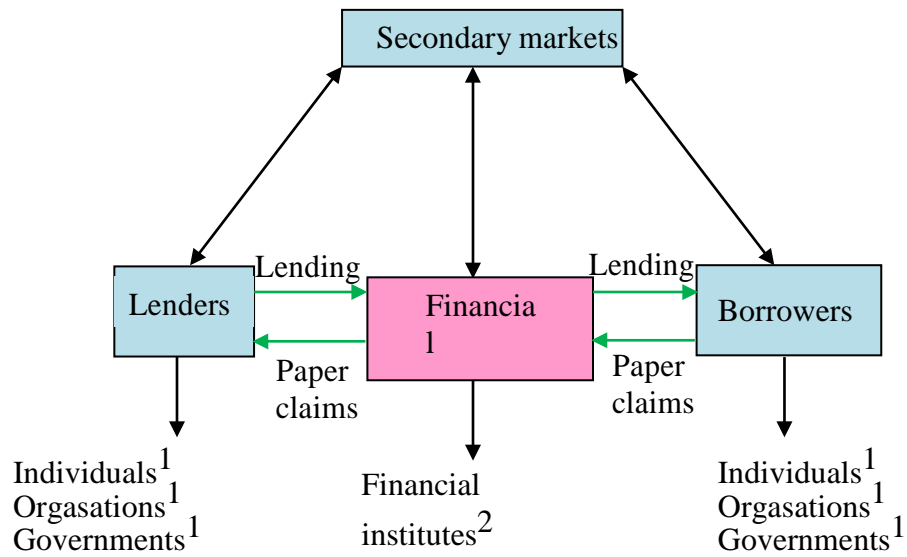 Secondary markets
Lending
Lending
Lenders
Financia
l
Borrowers
Paper
claims
Paper
claims
Individuals1
Orgasations1
Governments1
Financial
institutes2
Individuals1
Orgasations1
Governments1